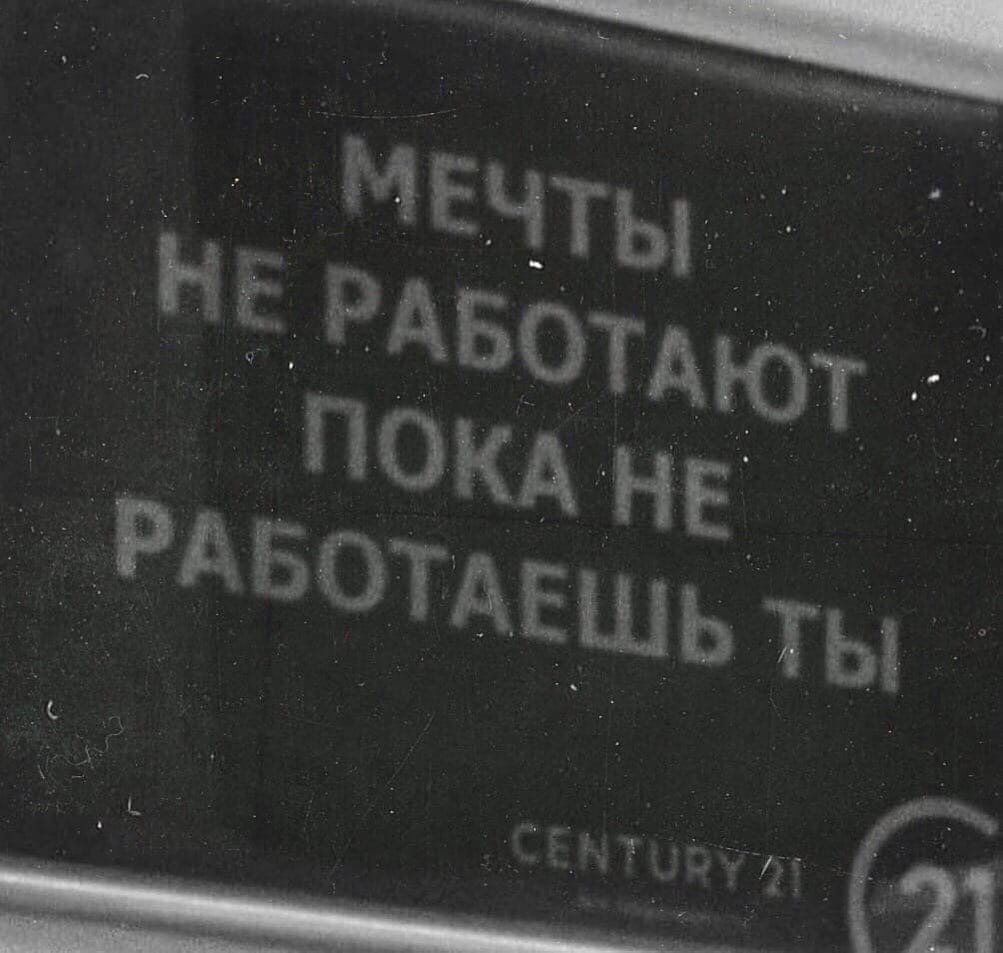 МЕЧТЫ
НЕ РАБОТАЮТ
ПОКА НЕ
РАБОТАЕШЬ ТЫ
CENTURY 21
21